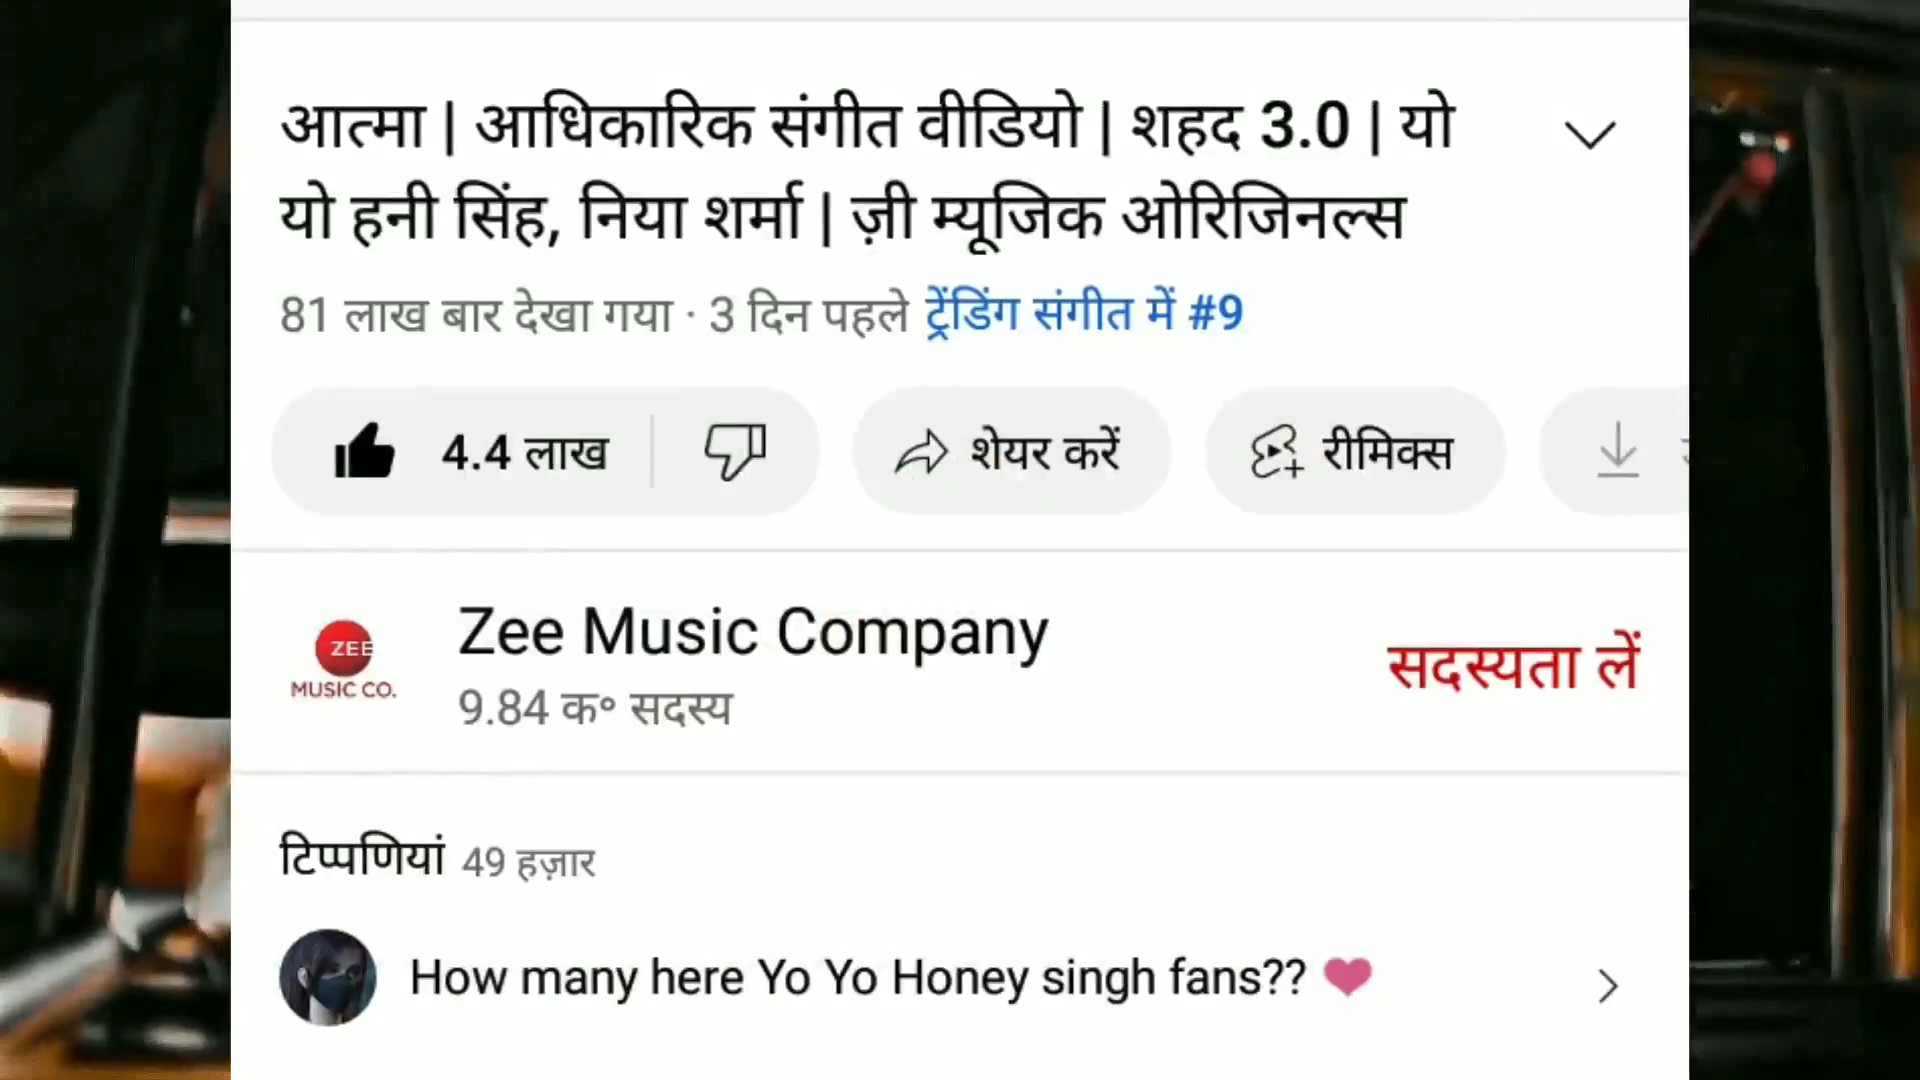 आत्मा | आधिकारिक संगीत वीडियो | शहद 3.0 | यो
यो हनी सिंह, निया शर्मा | ज़ी म्यूजिक ओरिजिनल्स
81 लाख बार देखा गया · 3 दिन पहले ट्रेंडिंग संगीत में #9
4.4 लाख शेयर करें रीमिक्स
ZEE
MUSIC CO.
Zee Music Company
9.84 क॰ सदस्य
सदस्यता लें
टिप्पणियां 49 हज़ार
How many here Yo Yo Honey singh fans??